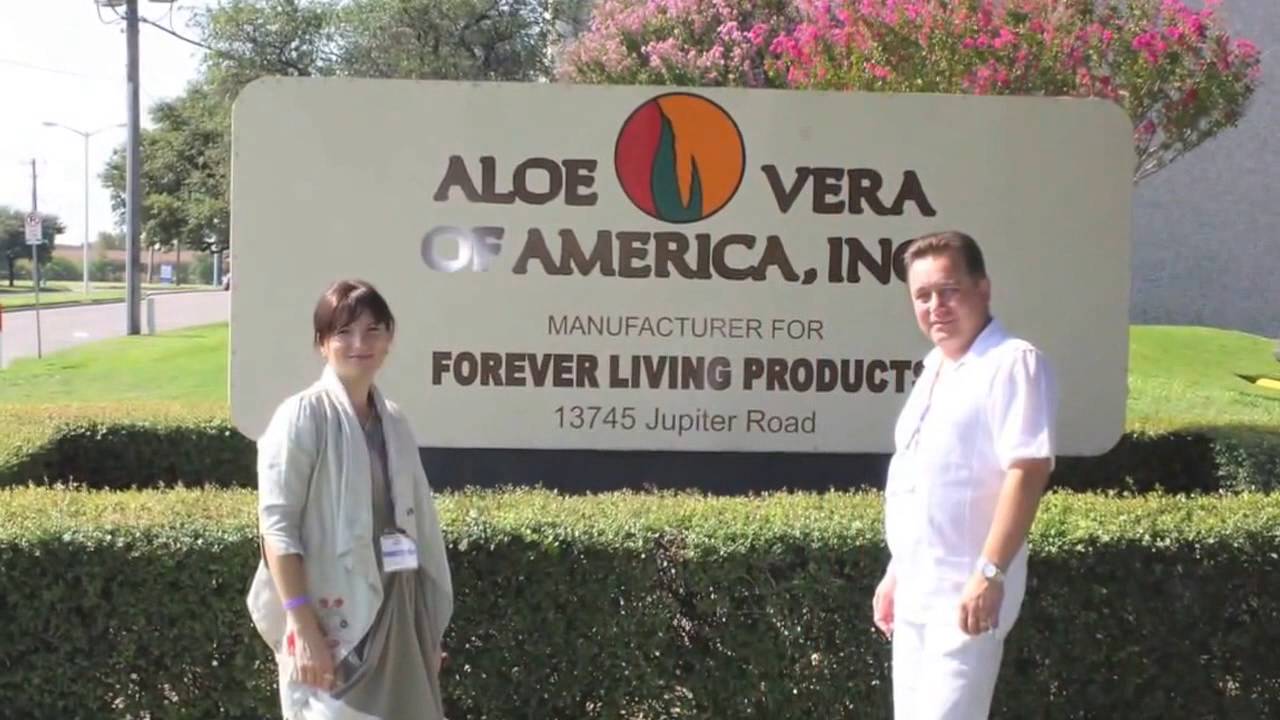 ALOE VERA
OF AMERICA, INC
MANUFACTURER FOR
FOREVER LIVING PRODUCTS
13745 Jupiter Road